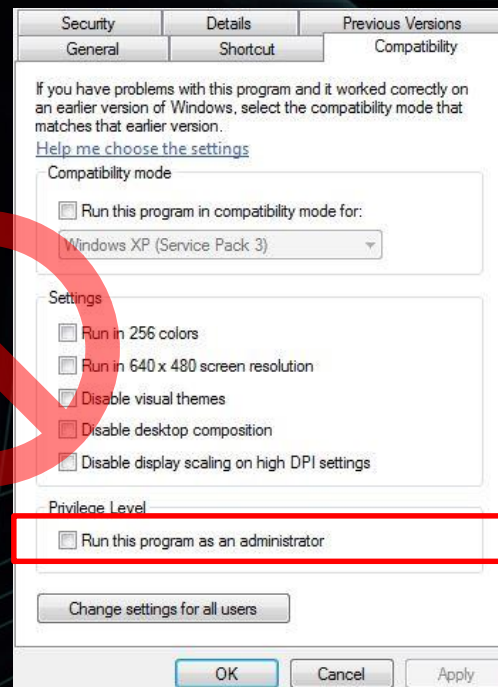 Security Details Previous Versions
General Shortcut Compatibility
If you have problems with this program and it worked correctly on
an earlier version of Windows, select the compatibility mode that
matches that earlier version.
Help me choose the settings
Compatibility mode
Run this program in compatibility mode for:
Windows XP (Service Pack 3)
Settings
Run in 256 colors
Run in 640 x 480 screen resolution
Disable visual themes
Disable desktop composition
Disable display scaling on high DPI settings
Privilege Level
Run this program as an administrator
Change settings for all users
OK Cancel Apply